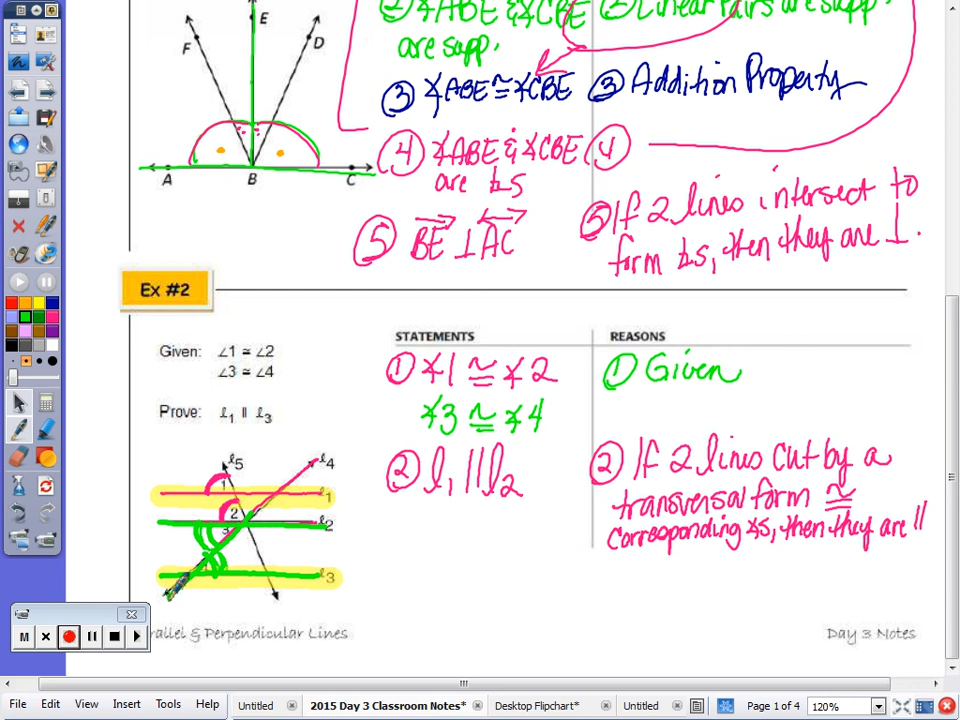 ② ∡ABE & ∡CBE ② Linear Pairs are supp.
are supp.
E
F
D
③ ∡ABE ≅ ∡CBE ③ Addition Property
④ ∡ABE & ∡CBE ④
are ⊾s
A B C
⑤ BE ⊥ AC ⑤ If 2 lines intersect to
form ⊾s, then they are ⊥.
Ex #2
STATEMENTS REASONS
Given: ∠1 ≅ ∠2
∠3 ≅ ∠4
Prove: ℓ1 ∥ ℓ3
① ∡1 ≅ ∡2 ① Given
∡3 ≅ ∡4
② ℓ1 ∥ ℓ2 ② If 2 lines cut by a
transversal form ≅
corresponding ∡s, then they are ∥
ℓ5
ℓ4
1
ℓ1
2
ℓ2
3
ℓ3
M
rallel & Perpendicular Lines Day 3 Notes
File Edit View Insert Tools Help Untitled 2015 Day 3 Classroom Notes* Desktop Flipchart* Untitled Page 1 of 4 120%